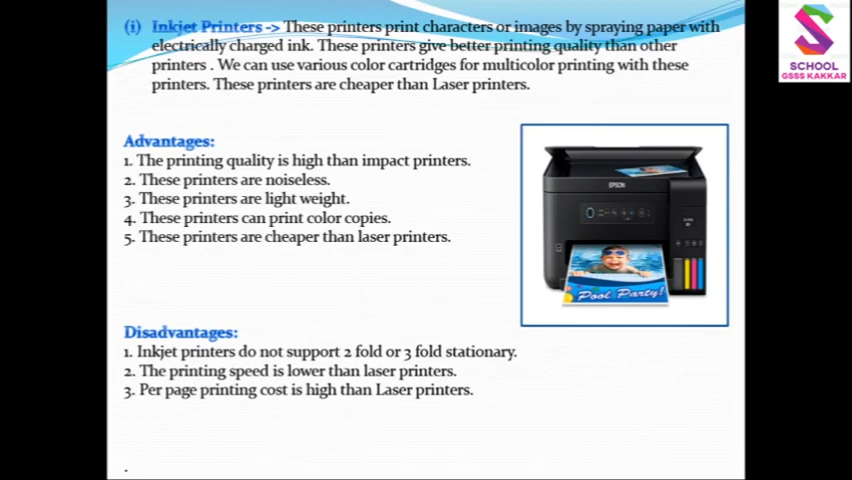 (i) Inkjet Printers -> These printers print characters or images by spraying paper with
electrically charged ink. These printers give better printing quality than other
printers . We can use various color cartridges for multicolor printing with these
printers. These printers are cheaper than Laser printers.
SCHOOL
GSSS KAKKAR
Advantages:
1. The printing quality is high than impact printers.
2. These printers are noiseless.
3. These printers are light weight.
4. These printers can print color copies.
5. These printers are cheaper than laser printers.
EPSON
Pool Party!
Disadvantages:
1. Inkjet printers do not support 2 fold or 3 fold stationary.
2. The printing speed is lower than laser printers.
3. Per page printing cost is high than Laser printers.
.